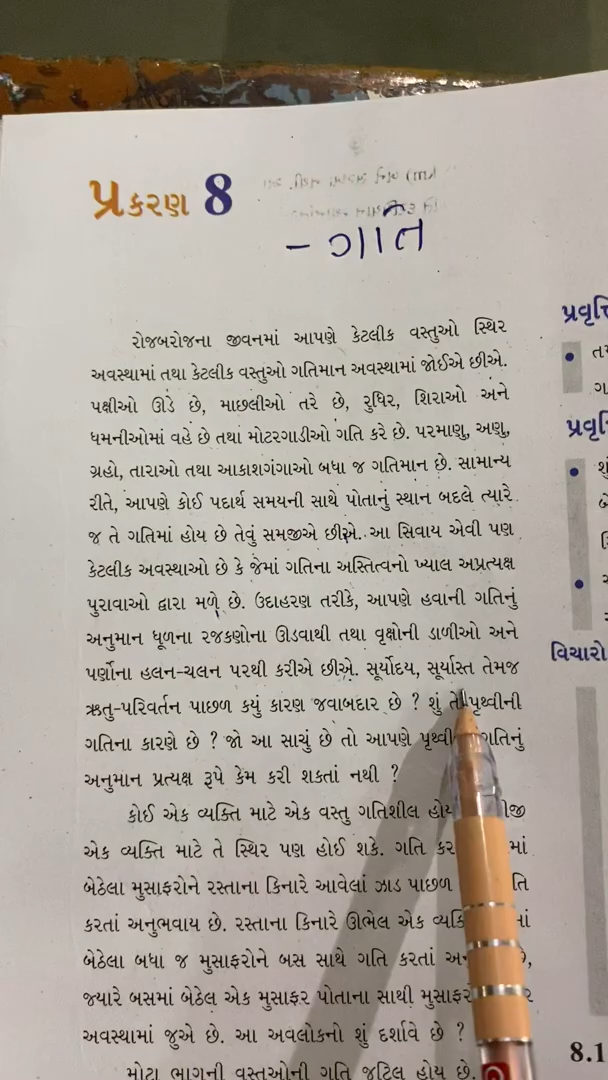 પ્રકરણ 8
– ગતિ
રોજબરોજના જીવનમાં આપણે કેટલીક વસ્તુઓ સ્થિર
અવસ્થામાં તથા કેટલીક વસ્તુઓ ગતિમાન અવસ્થામાં જોઈએ છીએ.
પક્ષીઓ ઊડે છે, માછલીઓ તરે છે, રુધિર, શિરાઓ અને
ધમનીઓમાં વહે છે તથા મોટરગાડીઓ ગતિ કરે છે. પરમાણુ, અણુ,
ગ્રહો, તારાઓ તથા આકાશગંગાઓ બધા જ ગતિમાન છે. સામાન્ય
રીતે, આપણે કોઈ પદાર્થ સમયની સાથે પોતાનું સ્થાન બદલે ત્યારે
જ તે ગતિમાં હોય છે તેવું સમજીએ છીએ. આ સિવાય એવી પણ
કેટલીક અવસ્થાઓ છે કે જેમાં ગતિના અસ્તિત્વનો ખ્યાલ અપ્રત્યક્ષ
પુરાવાઓ દ્વારા મળે છે. ઉદાહરણ તરીકે, આપણે હવાની ગતિનું
અનુમાન ધૂળના રજકણોના ઊડવાથી તથા વૃક્ષોની ડાળીઓ અને
પર્ણોના હલન-ચલન પરથી કરીએ છીએ. સૂર્યોદય, સૂર્યાસ્ત તેમજ
ઋતુ-પરિવર્તન પાછળ કયું કારણ જવાબદાર છે ? શું તે પૃથ્વીની
ગતિના કારણે છે ? જો આ સાચું છે તો આપણે પૃથ્વી ગતિનું
અનુમાન પ્રત્યક્ષ રૂપે કેમ કરી શકતાં નથી ?
કોઈ એક વ્યક્તિ માટે એક વસ્તુ ગતિશીલ હોય
એક વ્યક્તિ માટે તે સ્થિર પણ હોઈ શકે. ગતિ
બેઠેલા મુસાફરોને રસ્તાના કિનારે આવેલાં ઝાડ પાછળ
કરતાં અનુભવાય છે. રસ્તાના કિનારે ઊભેલ એક
બેઠેલા બધા જ મુસાફરોને બસ સાથે ગતિ કરતાં
જ્યારે બસમાં બેઠેલ એક મુસાફર પોતાના સાથી
અવસ્થામાં જુએ છે. આ અવલોકનો શું દર્શાવે છે ?
મોટા ભાગની વસ્તુઓની ગતિ જટિલ હોય છે.
8.1